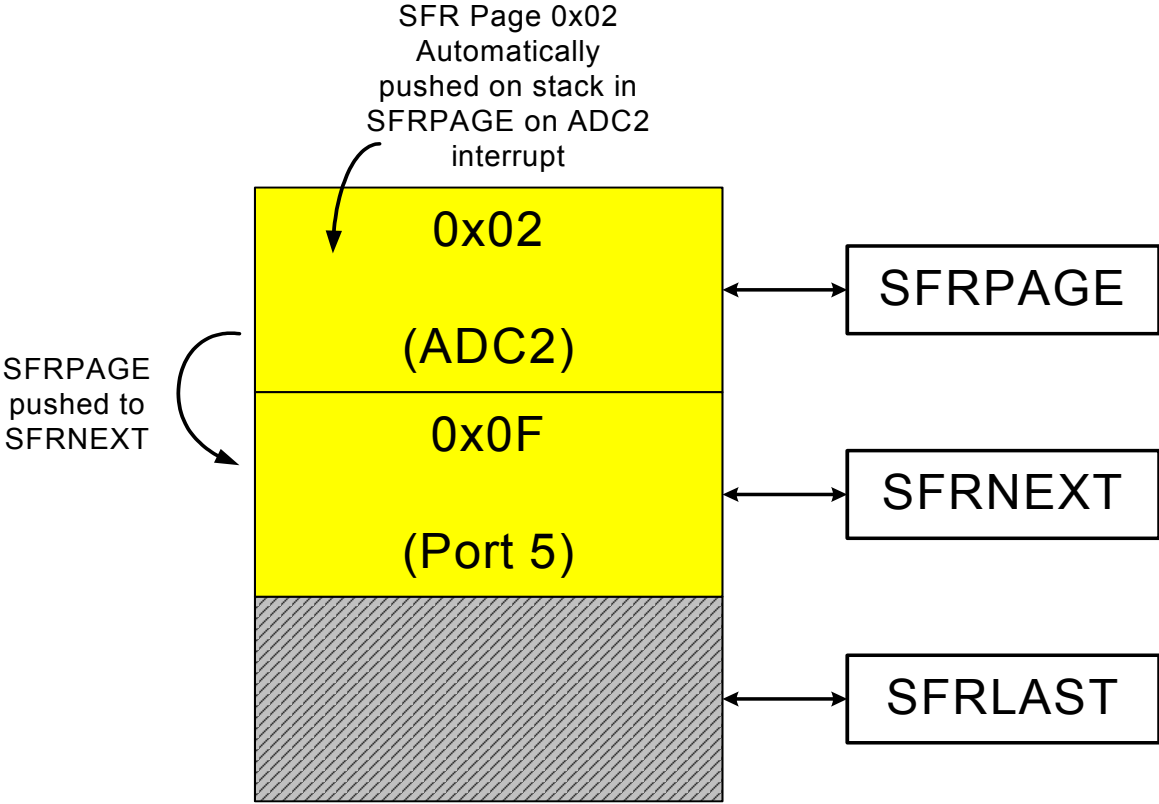 SFR Page 0x02
Automatically
pushed on stack in
SFRPAGE on ADC2
interrupt
0x02
(ADC2)
SFRPAGE
SFRPAGE
pushed to
SFRNEXT
0x0F
(Port 5)
SFRNEXT
SFRLAST